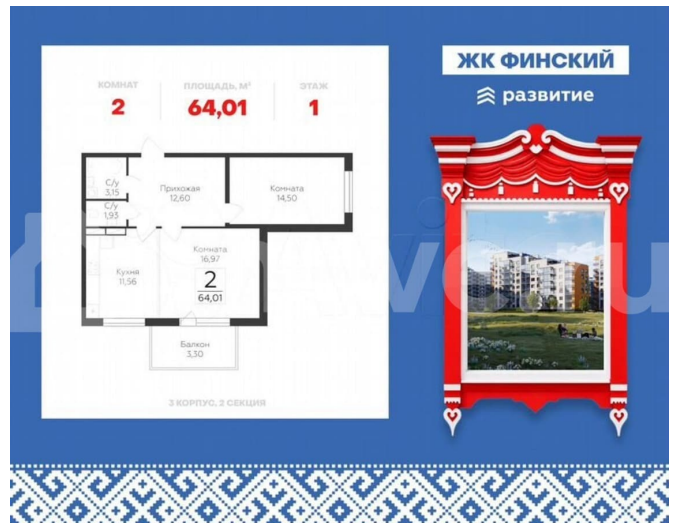 ЖК ФИНСКИЙ
развитие
КОМНАТ
2
ПЛОЩАДЬ, М²
64,01
ЭТАЖ
1
С/у
3,15
С/у
1,93
Прихожая
12,60
Комната
14,50
Кухня
11,56
Комната
16,97
2
64,01
Балкон
3,30
3 КОРПУС, 2 СЕКЦИЯ